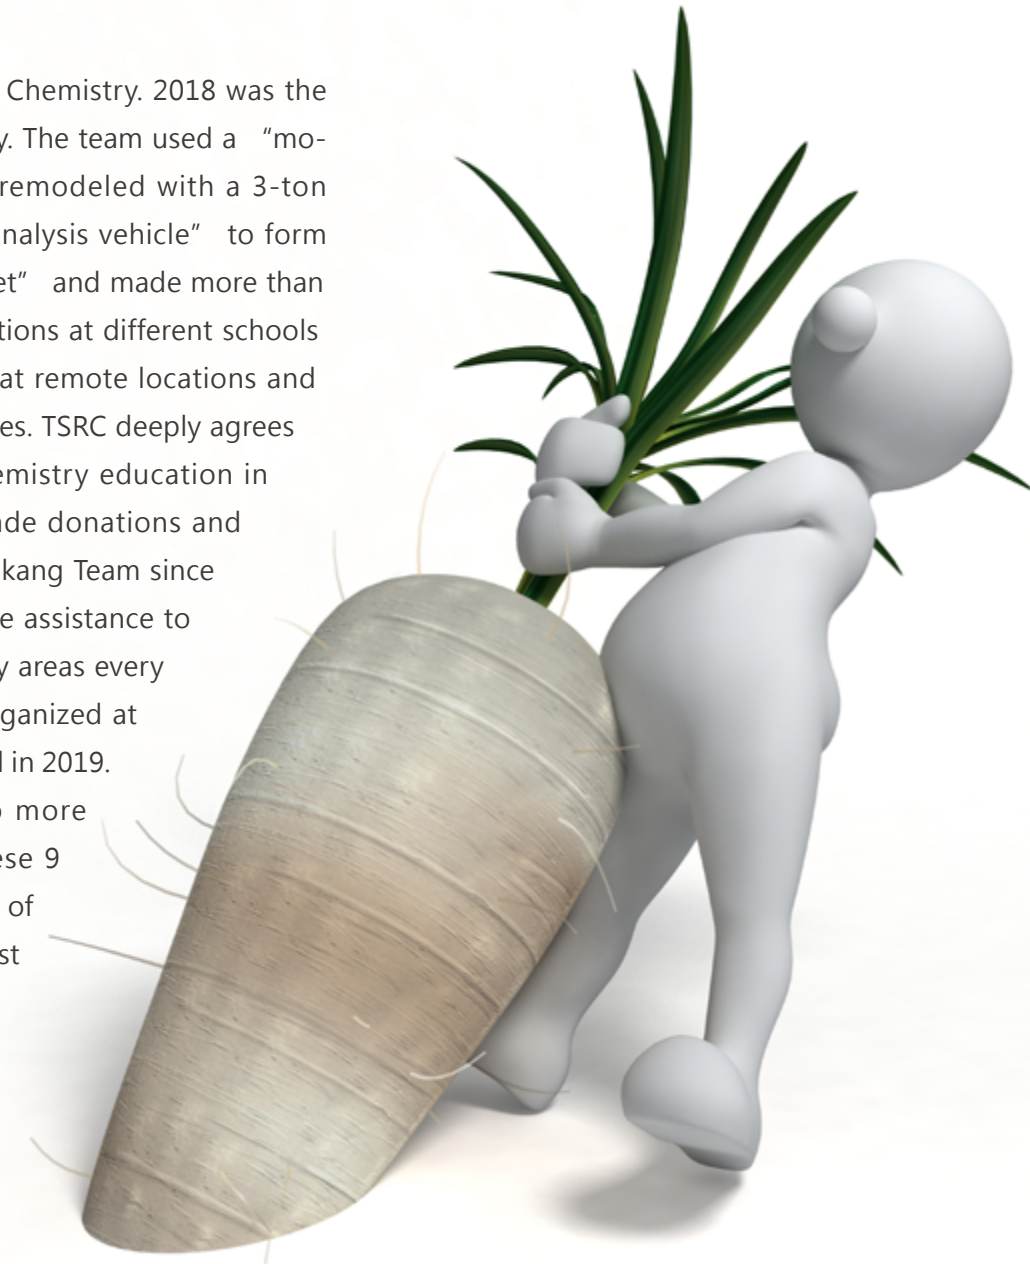 Chemistry. 2018 was the
y. The team used a “mo-
remodeled with a 3-ton
nalysis vehicle” to form
et” and made more than
tions at different schools
at remote locations and
es. TSRC deeply agrees
emistry education in
ade donations and
kang Team since
e assistance to
y areas every
ganized at
l in 2019.
o more
ese 9
of
st